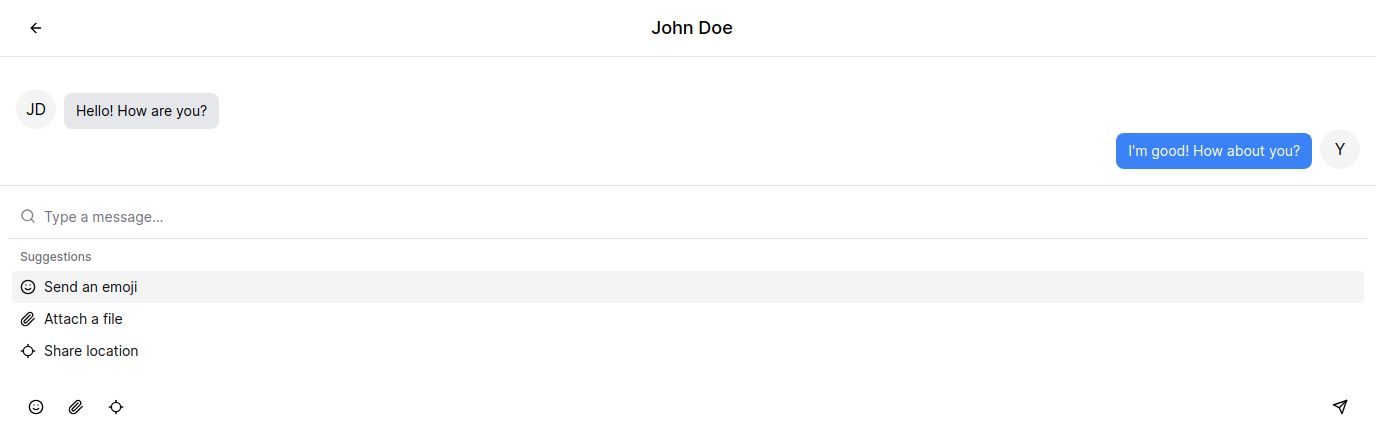 John Doe
JD
Hello! How are you?
I'm good! How about you?
Y
Type a message...
Suggestions
Send an emoji
Attach a file
Share location